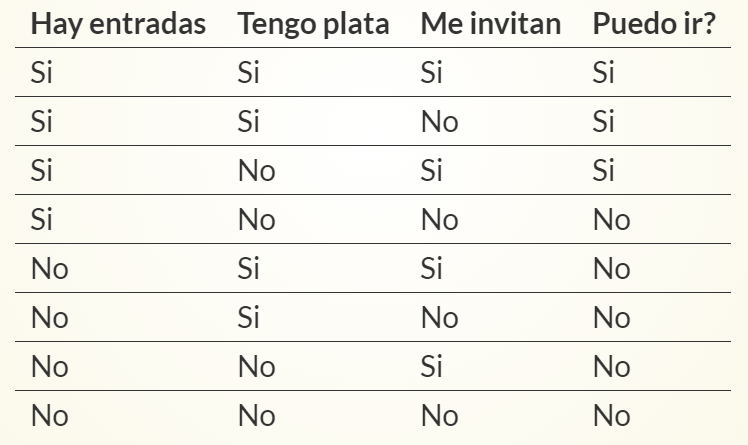 Hay entradas Tengo plata Me invitan Puedo ir?
Si Si Si Si
Si Si No Si
Si No Si Si
Si No No No
No Si Si No
No Si No No
No No Si No
No No No No